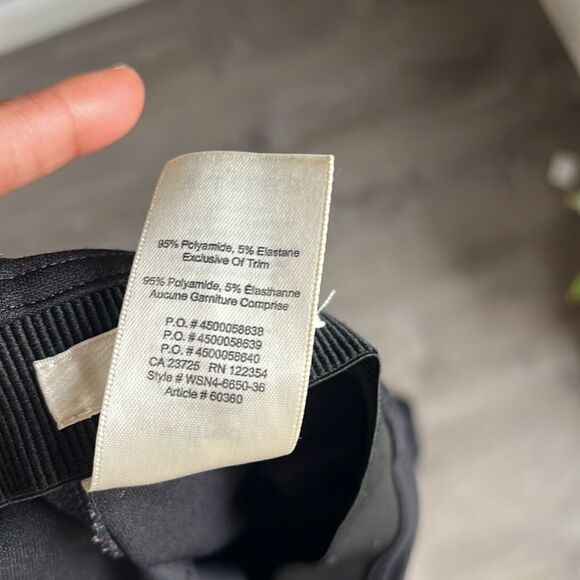 95% Polyamide, 5% Elastane
Exclusive Of Trim
95% Polyamide, 5% Élasthanne
Aucune Garniture Comprise
P.O. # 4500058638
P.O. # 4500058639
P.O. # 4500058640
CA 23725 RN 122354
Style # WSN4-6650-36
Article # 60360